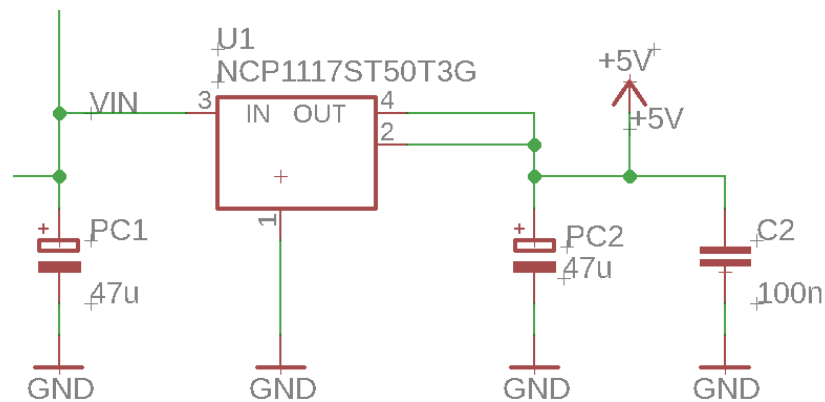 U1
NCP1117ST50T3G
+5V
VIN
3
IN
OUT
4
+5V
2
1
PC1
PC2
C2
47u
47u
100n
GND
GND
GND
GND